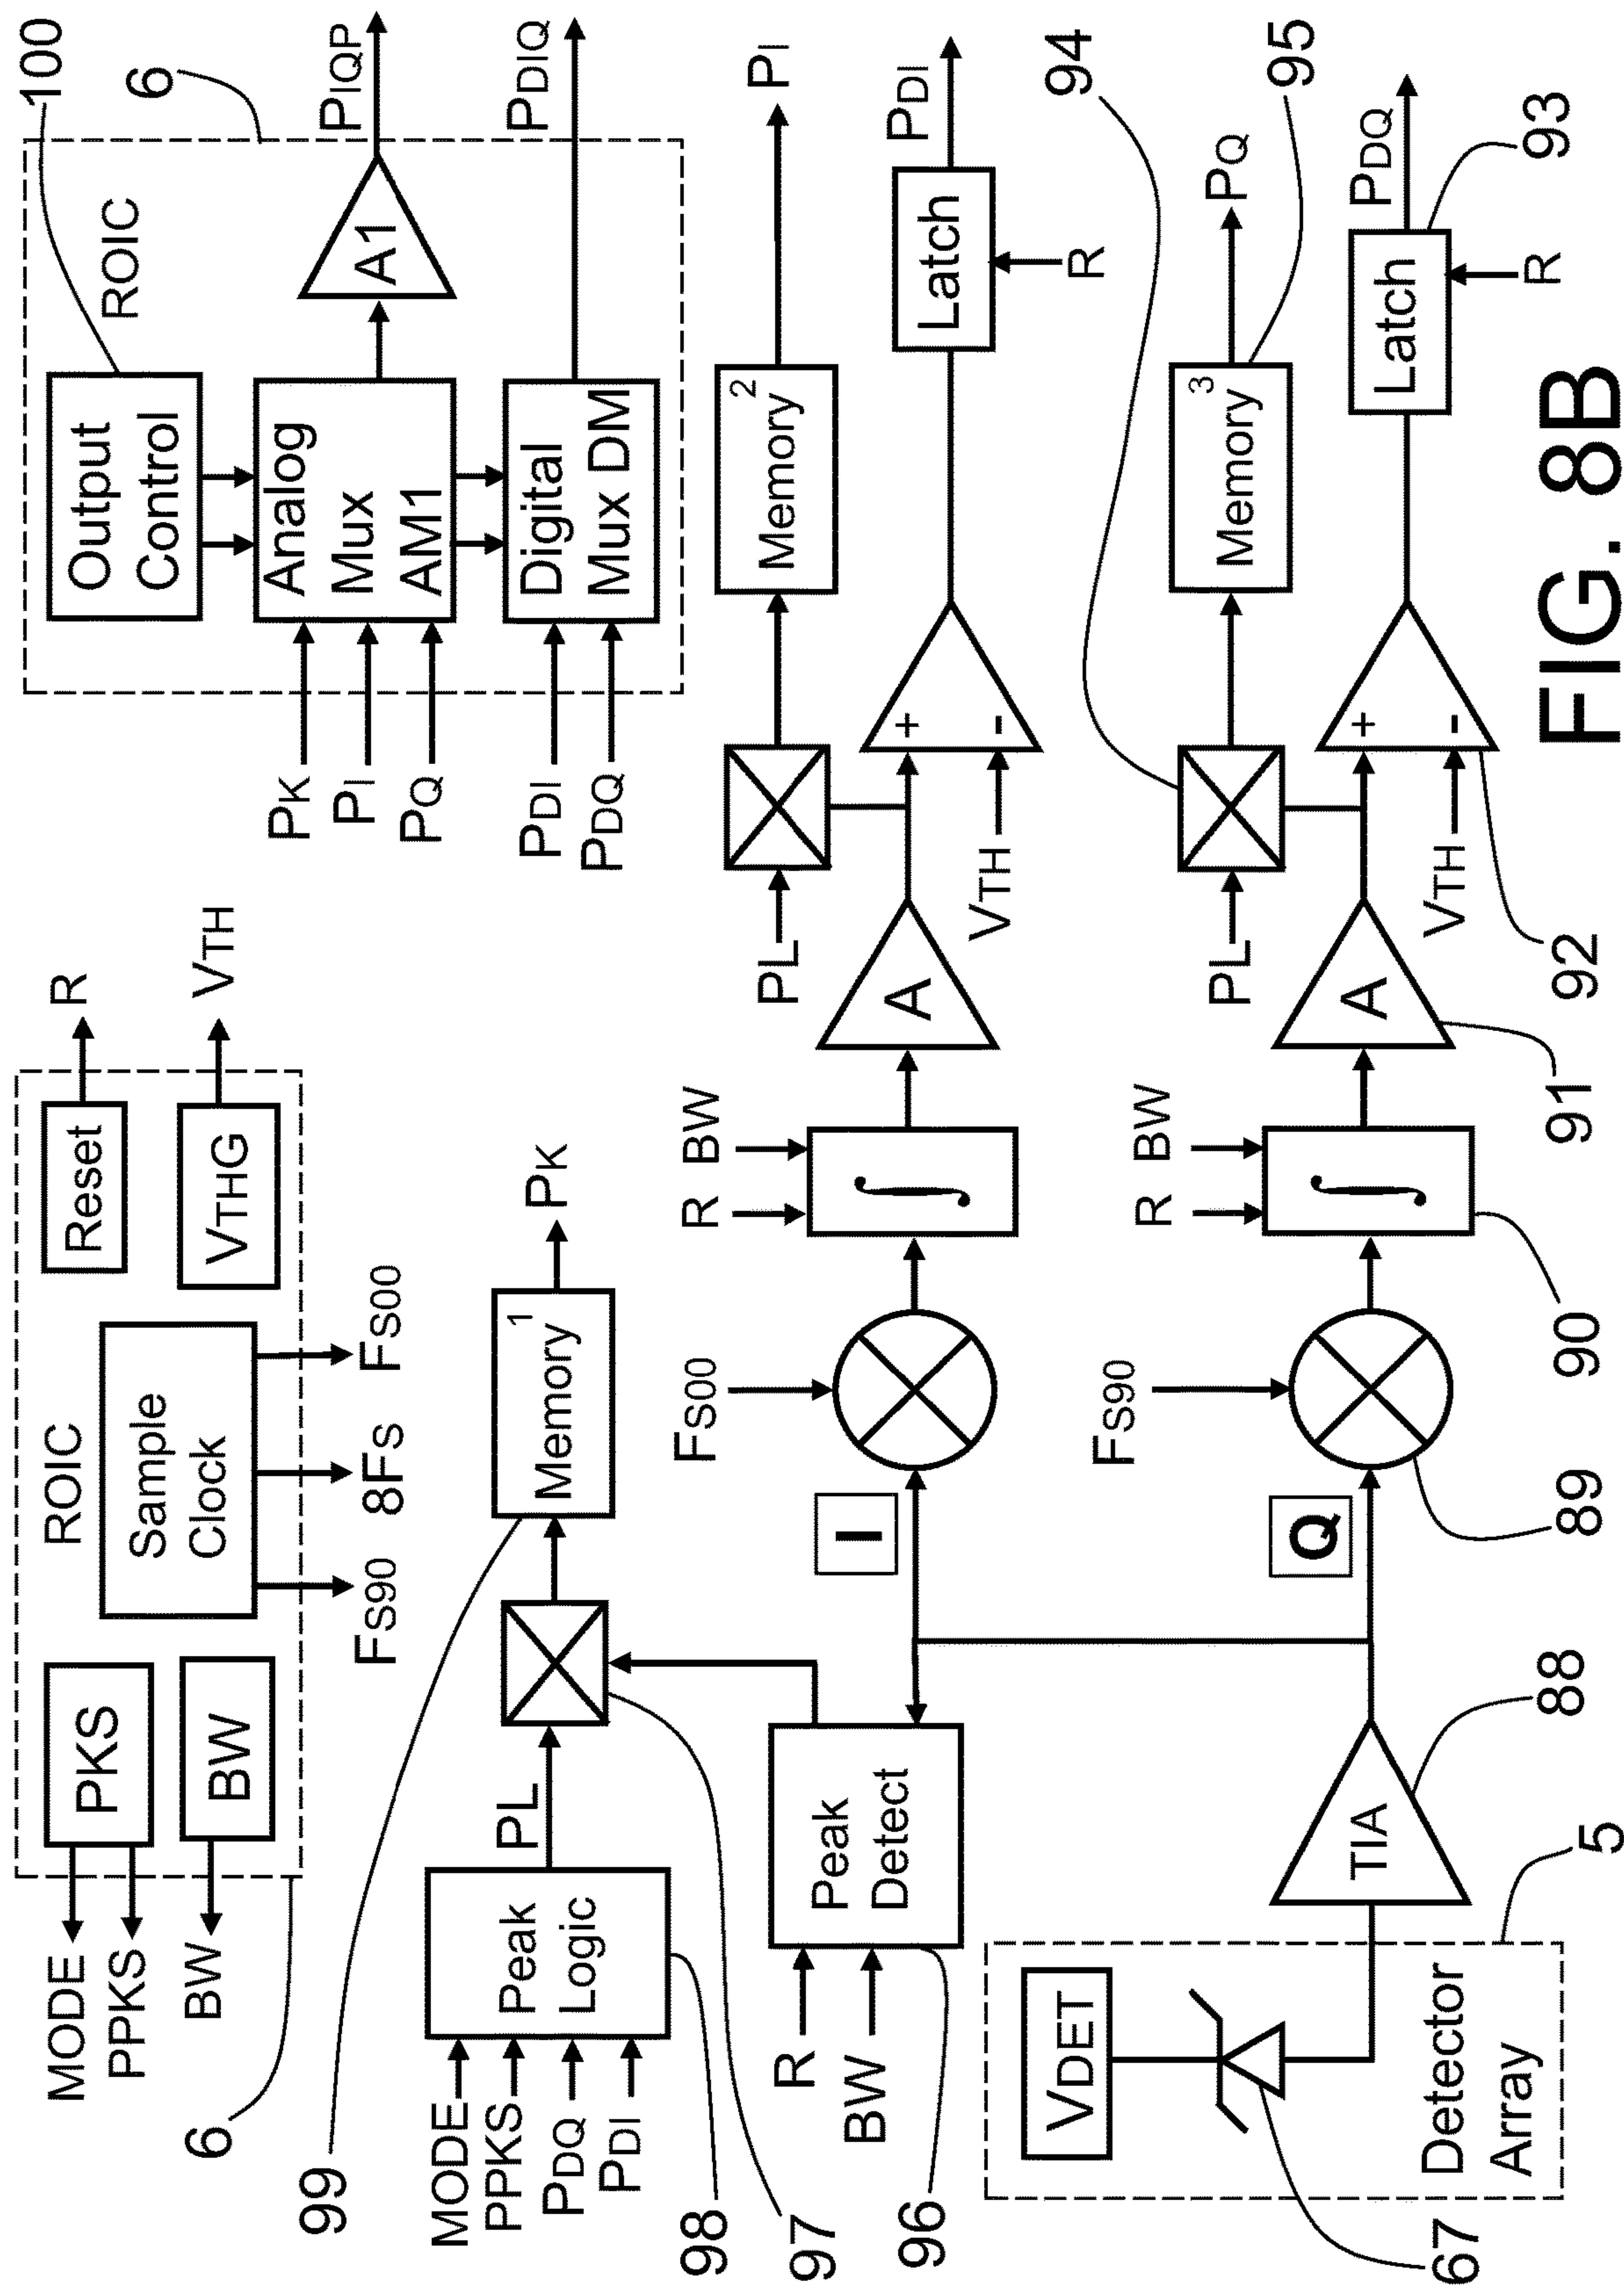 MODE
PPKS
BW
PKS
BW
ROIC
Sample
Clock
FS90
8FS
FS00
Reset
VTHG
R
VTH
6
100
6
Output
Control
ROIC
Analog
Mux
AM1
A1
Digital
Mux DM
PK
PI
PQ
PDI
PDQ
PIQP
PDIQ
99
MODE
PPKS
PDQ
PDI
98
Peak
Logic
PL
97
1
Memory
PK
R
BW
96
Peak
Detect
I
FS00
R
BW
∫
A
PL
2
Memory
PI
+
-
VTH
Latch
R
PDI
94
95
VDET
67
Detector
Array
5
TIA
88
Q
FS90
89
R
BW
∫
90
A
91
PL
3
Memory
PQ
+
-
VTH
92
Latch
R
PDQ
93
FIG. 8B